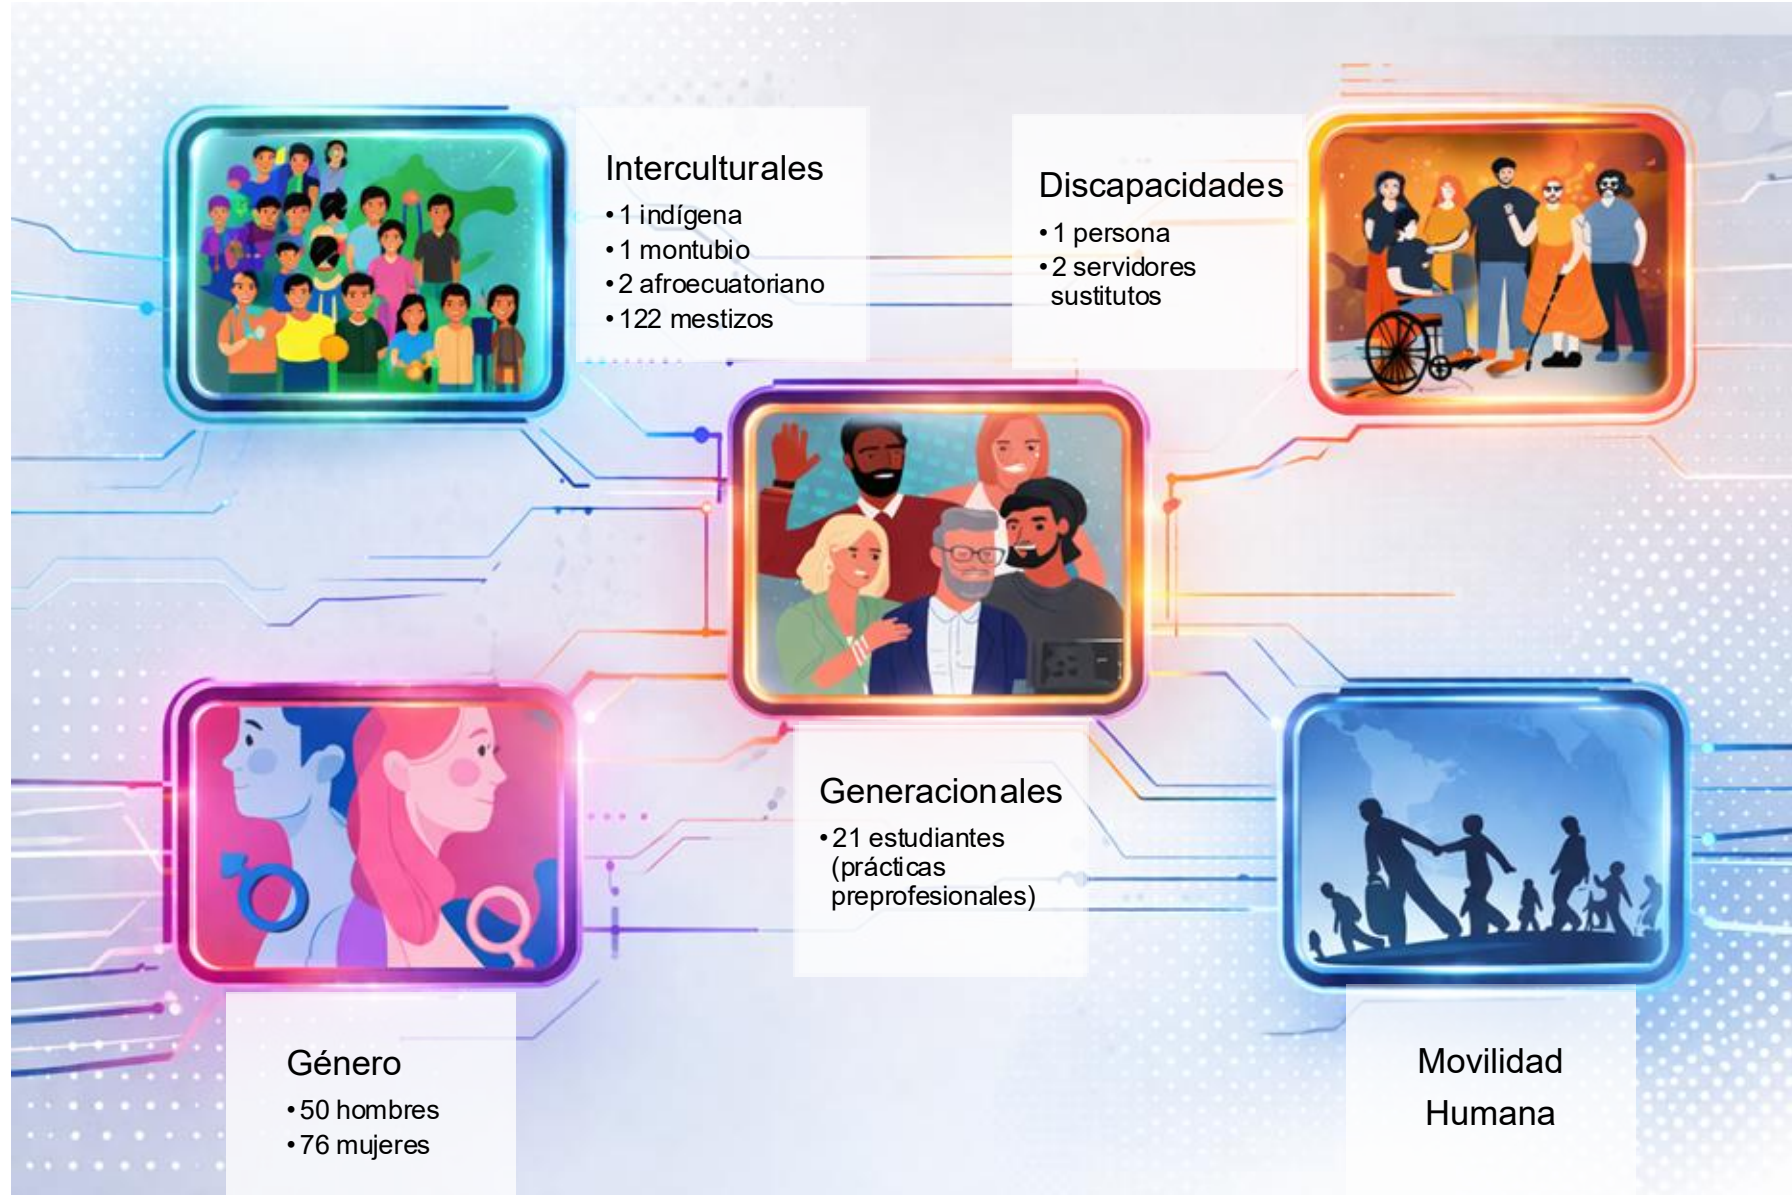 Interculturales
• 1 indígena
• 1 montubio
• 2 afroecuatoriano
• 122 mestizos
Discapacidades
• 1 persona
• 2 servidores
sustitutos
Generacionales
• 21 estudiantes
(prácticas
preprofesionales)
Género
• 50 hombres
• 76 mujeres
Movilidad
Humana